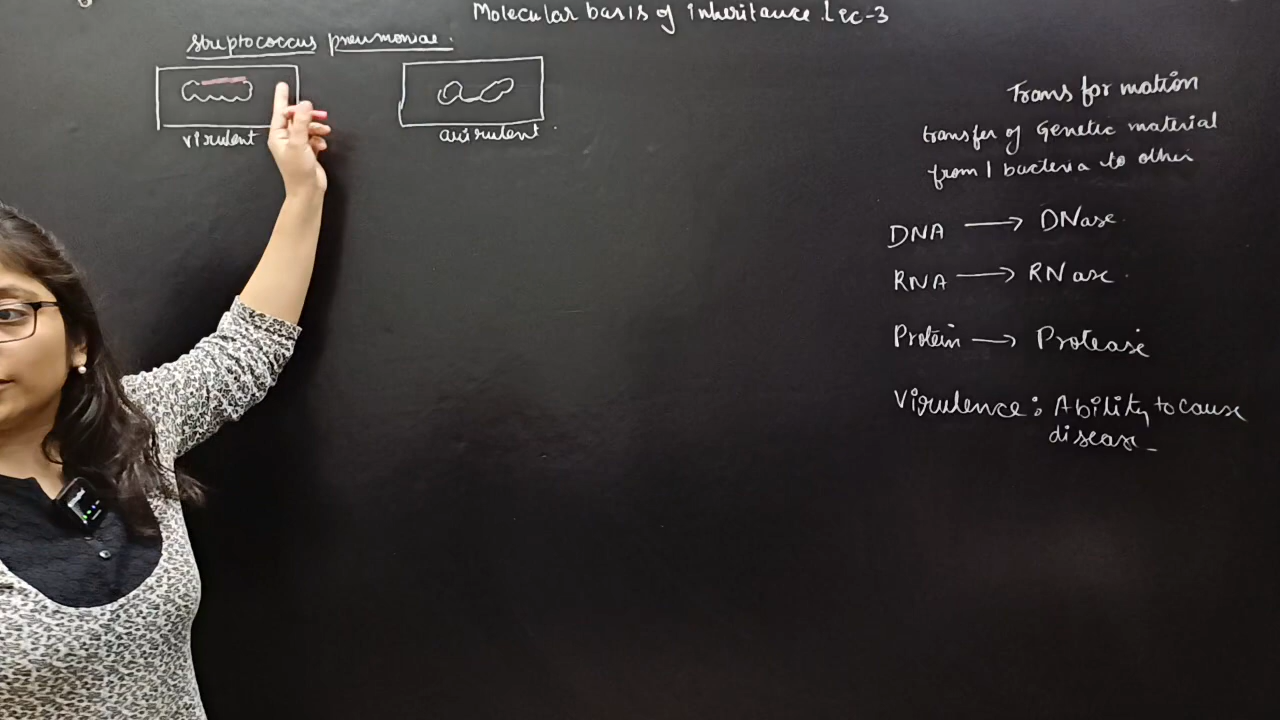 Molecular basis of inheritance. Lec-3
Streptococcus pneumoniae.
virulent
avirulent.
Transformation
transfer of Genetic material
from 1 bacteria to other
DNA → DNase.
RNA → RNase.
Protein → Protease
Virulence: Ability to cause
disease